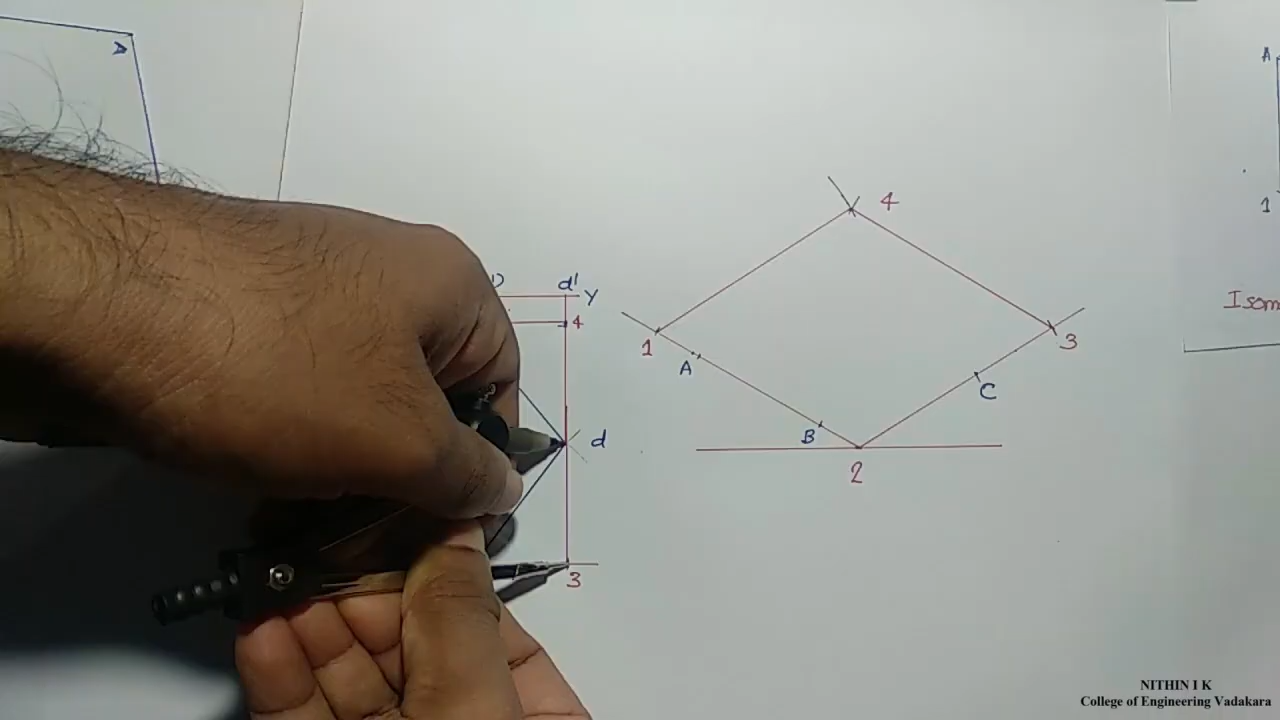 A
A
1
Isom
d' Y
4
d
3
4
1
3
A
C
B
2
NITHIN I K
College of Engineering Vadakara